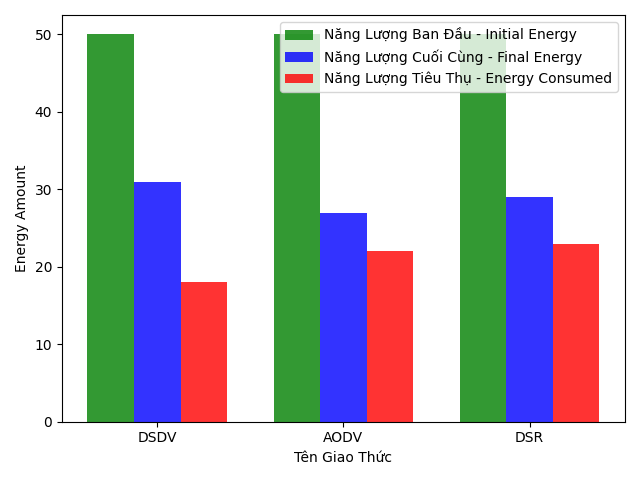 Năng Lượng Ban Đầu - Initial Energy
Năng Lượng Cuối Cùng - Final Energy
Năng Lượng Tiêu Thụ - Energy Consumed
Energy Amount
50
40
30
20
10
0
DSDV AODV DSR
Tên Giao Thức